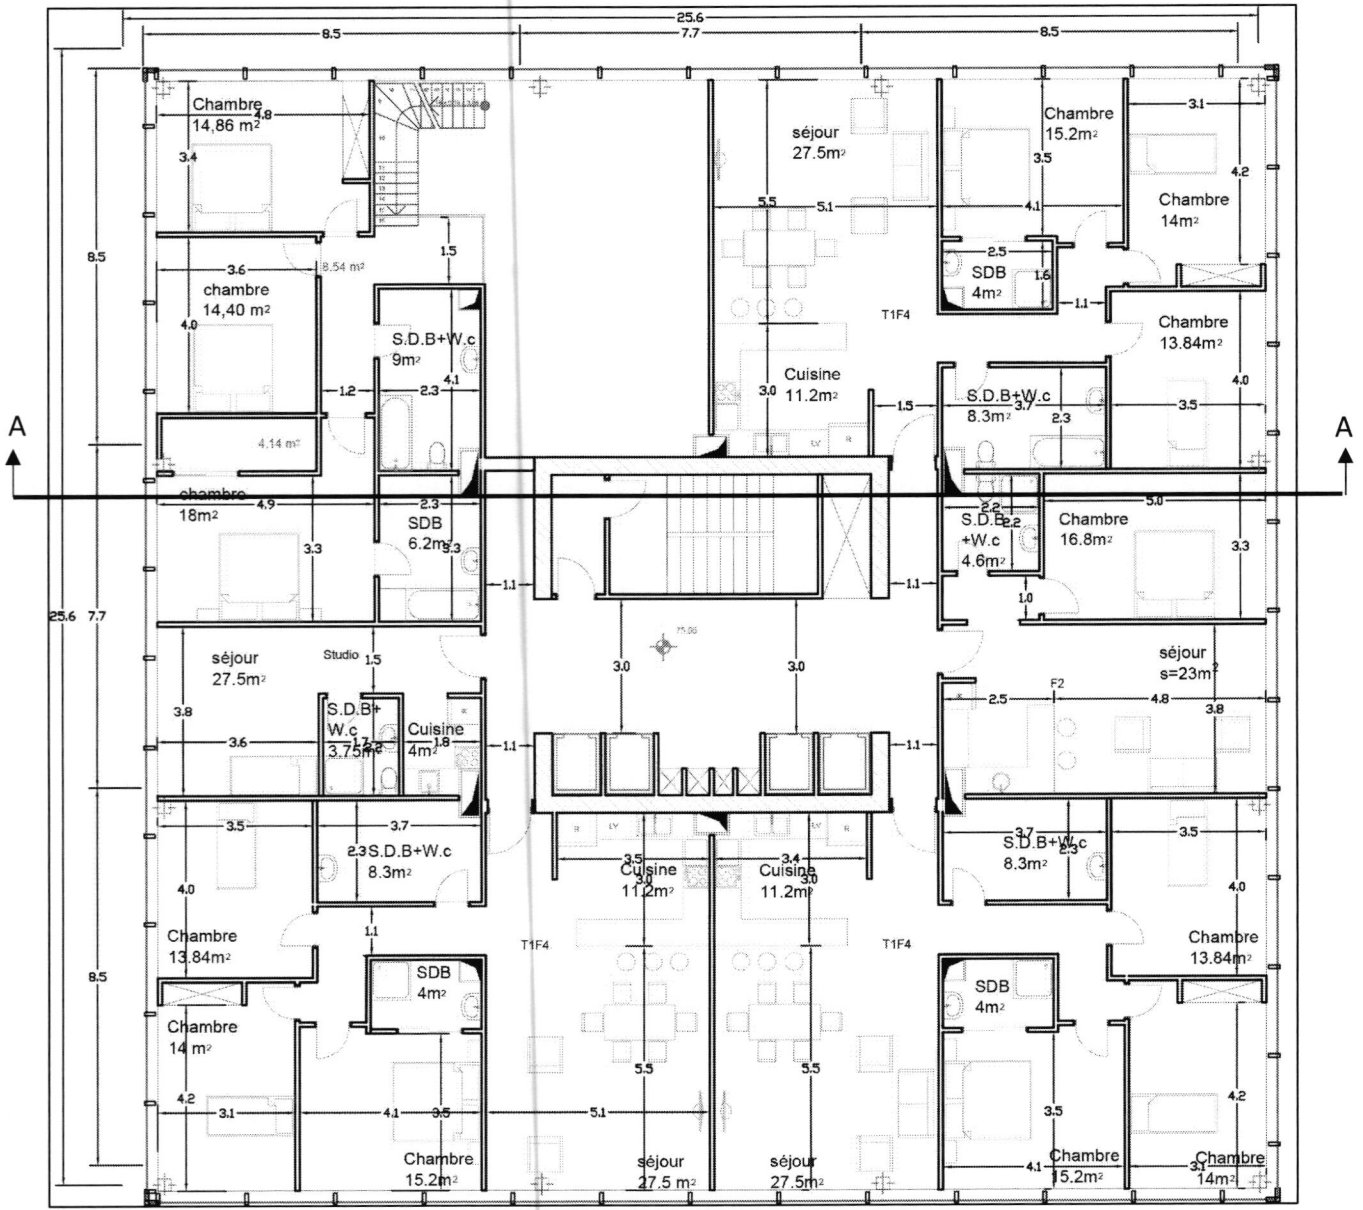 25.6
8.5
7.7
8.5
Chambre
14,86 m²
4.8
3.4
séjour
27.5m²
5.5
5.1
Chambre
15.2m²
3.5
4.1
3.1
4.2
Chambre
14m²
8.5
3.6
8.54 m²
1.5
chambre
14,40 m²
4.0
2.5
SDB
4m²
1.6
1.1
T1F4
Chambre
13.84m²
4.0
S.D.B+W.c
9m²
4.1
1.2
2.3
Cuisine
11.2m²
3.0
1.5
LV
R
S.D.B+W.c
8.3m²
3.7
2.3
3.5
A
A
4.14 m²
chambre
18m²
4.9
2.3
SDB
6.2m²
3.3
3.3
2.2
S.D.B
+W.c
4.6m²
2.2
5.0
Chambre
16.8m²
3.3
1.1
1.1
1.0
25.6
7.7
séjour
27.5m²
Studio
1.5
3.0
3.0
séjour
s=23m²
F2
2.5
4.8
3.8
3.8
S.D.B+
W.c
3.75m²
1.7
2.2
Cuisine
4m²
1.8
3.6
1.1
1.1
3.5
3.7
2.3
S.D.B+W.c
8.3m²
R
LV
LV
R
3.5
3.4
Cuisine
11.2m²
3.0
Cuisine
11.2m²
3.0
3.7
S.D.B+W.c
8.3m²
2.3
3.5
4.0
4.0
Chambre
13.84m²
1.1
T1F4
T1F4
Chambre
13.84m²
8.5
SDB
4m²
SDB
4m²
Chambre
14 m²
5.5
5.5
4.2
3.1
4.1
3.5
5.1
3.5
4.2
Chambre
15.2m²
séjour
27.5 m²
séjour
27.5m²
4.1
Chambre
15.2m²
3.1
Chambre
14m²